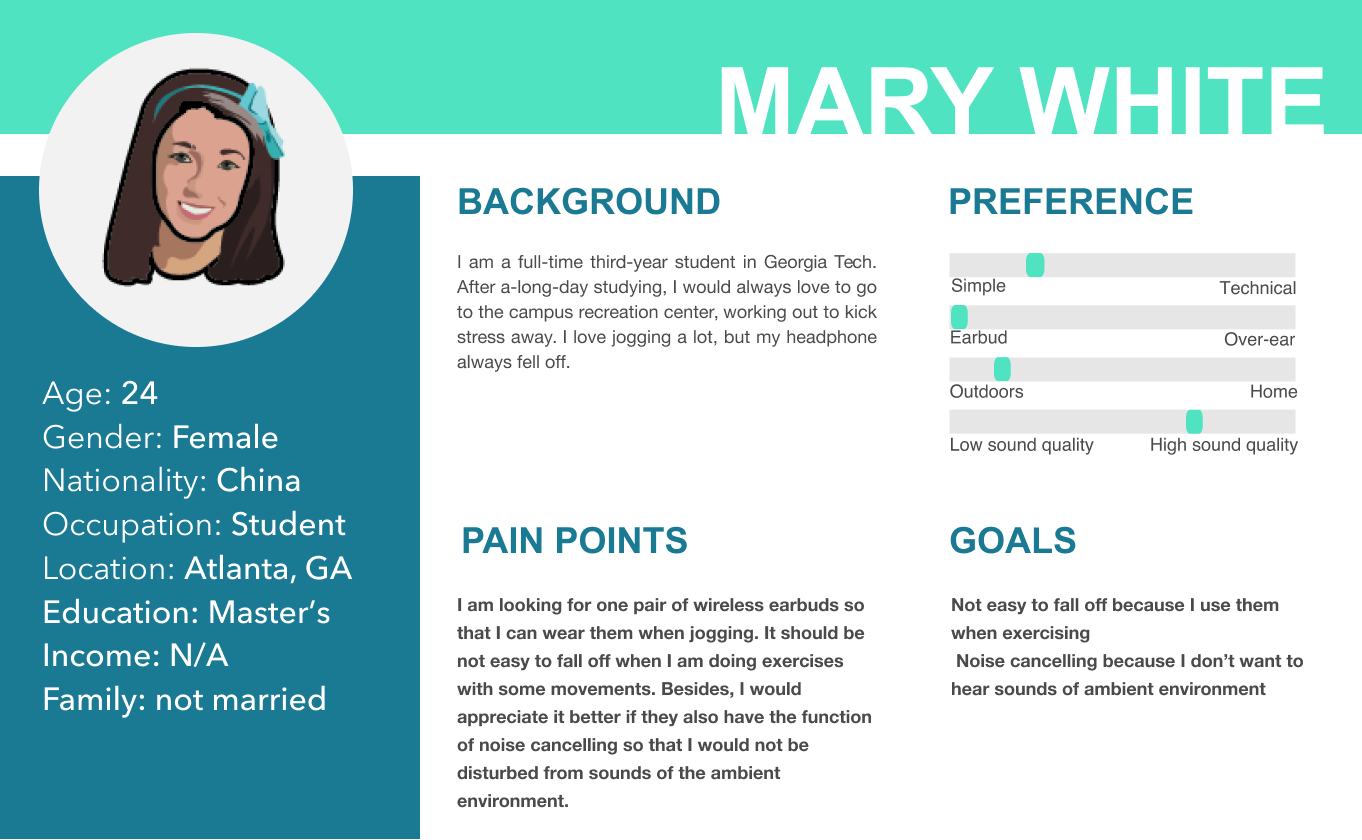 MARY WHITE
Age: 24
Gender: Female
Nationality: China
Occupation: Student
Location: Atlanta, GA
Education: Master’s
Income: N/A
Family: not married
BACKGROUND
I am a full-time third-year student in Georgia Tech.
After a-long-day studying, I would always love to go
to the campus recreation center, working out to kick
stress away. I love jogging a lot, but my headphone
always fell off.
PREFERENCE
Simple Technical
Earbud Over-ear
Outdoors Home
Low sound quality High sound quality
PAIN POINTS
I am looking for one pair of wireless earbuds so
that I can wear them when jogging. It should be
not easy to fall off when I am doing exercises
with some movements. Besides, I would
appreciate it better if they also have the function
of noise cancelling so that I would not be
disturbed from sounds of the ambient
environment.
GOALS
Not easy to fall off because I use them
when exercising
Noise cancelling because I don’t want to
hear sounds of ambient environment